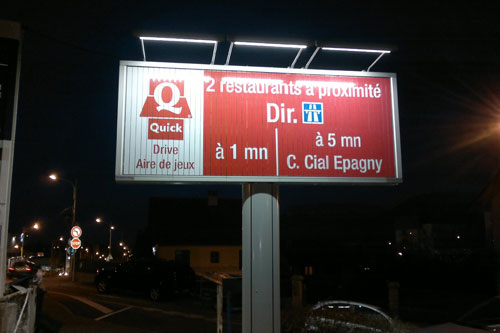 Q
Quick
Drive
Aire de jeux
2 restaurants à proximité
Dir.
à 1 mn
à 5 mn
C. Cial Epagny